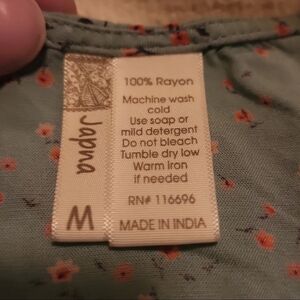 Japna
M
100% Rayon
Machine wash
cold
Use soap or
mild detergent
Do not bleach
Tumble dry low
Warm iron
if needed
RN# 116696
MADE IN INDIA